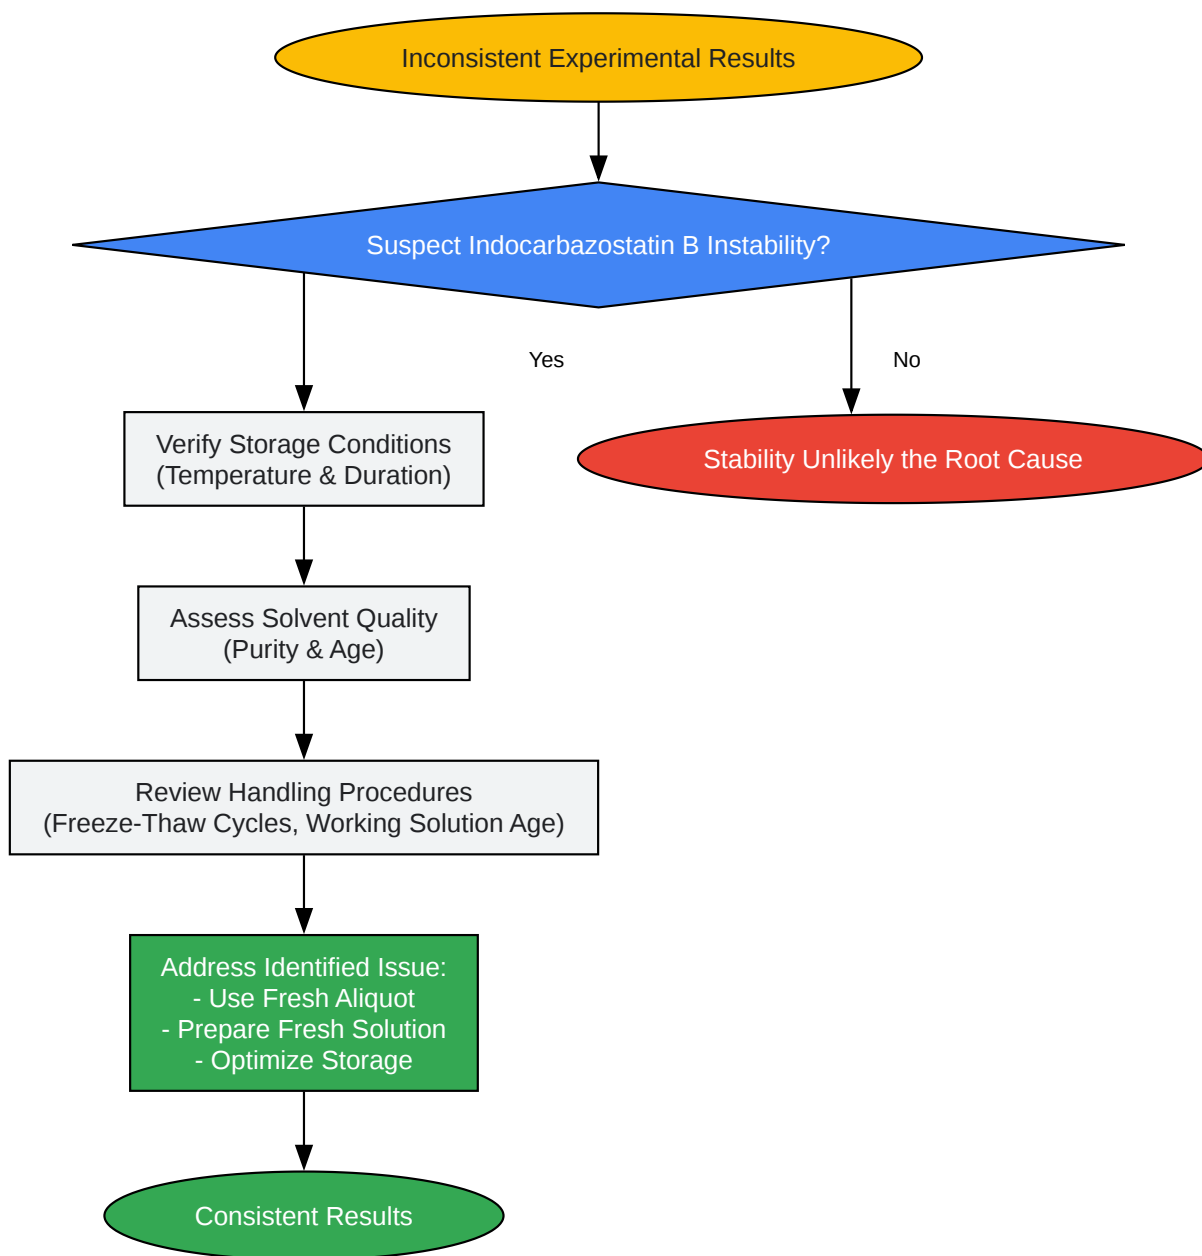 Inconsistent Experimental Results
Suspect Indocarbazostatin B Instability?
Yes
No
Verify Storage Conditions
(Temperature & Duration)
Stability Unlikely the Root Cause
Assess Solvent Quality
(Purity & Age)
Review Handling Procedures
(Freeze-Thaw Cycles, Working Solution Age)
Address Identified Issue:
- Use Fresh Aliquot
- Prepare Fresh Solution
- Optimize Storage
Consistent Results